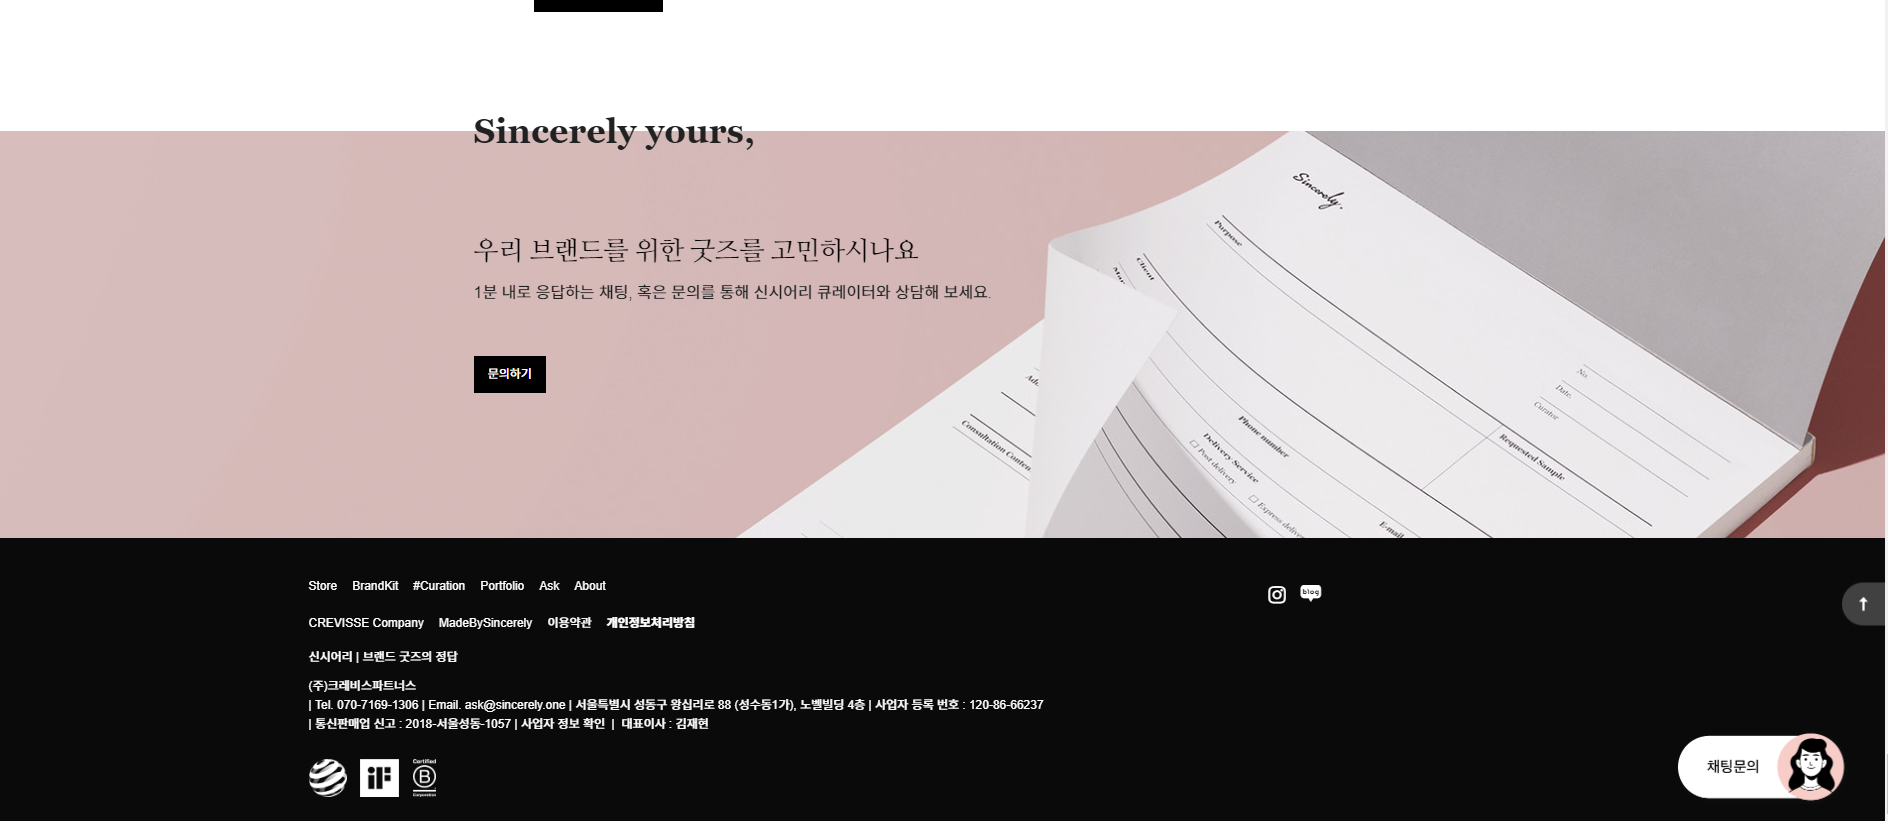 Sincerely yours,
우리 브랜드를 위한 굿즈를 고민하시나요
1분 내로 응답하는 채팅, 혹은 문의를 통해 신시어리 큐레이터와 상담해 보세요.
문의하기
Sincerely.
Purpose
Client
No.
Date.
Curator
Consultation
Phone number
Delivery Service
Post delivery
Express
E-mail
Requested Sample
Store BrandKit #Curation Portfolio Ask About
blog
CREVISSE Company MadeBySincerely 이용약관 개인정보처리방침
신시어리 | 브랜드 굿즈의 정답
(주)크레비스파트너스
| Tel. 070-7169-1306 | Email. ask@sincerely.one | 서울특별시 성동구 왕십리로 88 (성수동1가), 노벨빌딩 4층 | 사업자 등록 번호 : 120-86-66237
| 통신판매업 신고 : 2018-서울성동-1057 | 사업자 정보 확인 | 대표이사 : 김재현
iF
Certified
B
Corporation
채팅문의